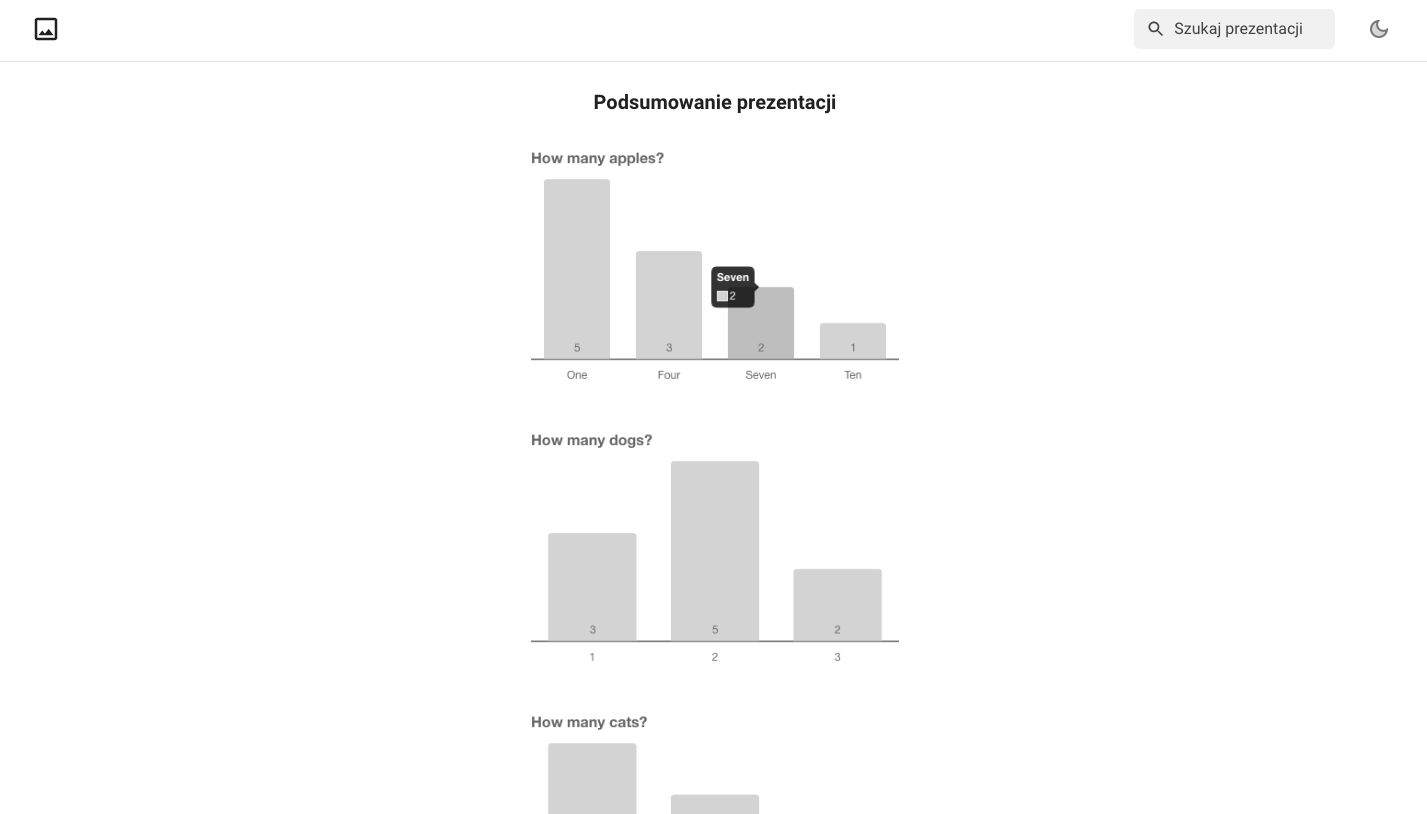 Szukaj prezentacji
Podsumowanie prezentacji
How many apples?
Seven
2
5
3
2
1
One
Four
Seven
Ten
How many dogs?
3
5
2
1
2
3
How many cats?